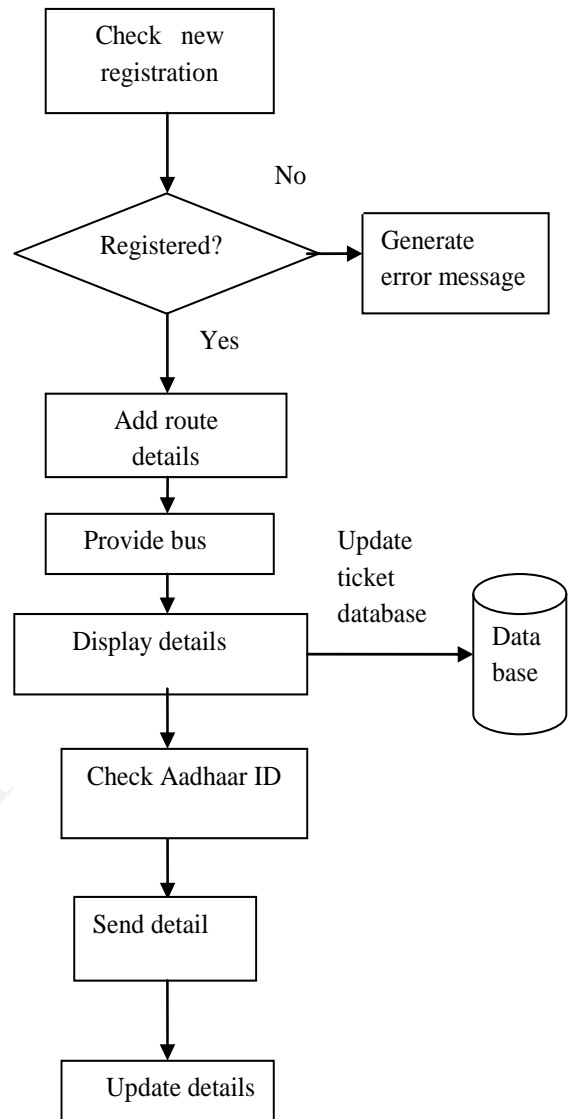 Check new
registration
No
Registered?
Generate
error message
Yes
Add route
details
Provide bus
Update
ticket
database
Display details
Data
base
Check Aadhaar ID
Send detail
Update details